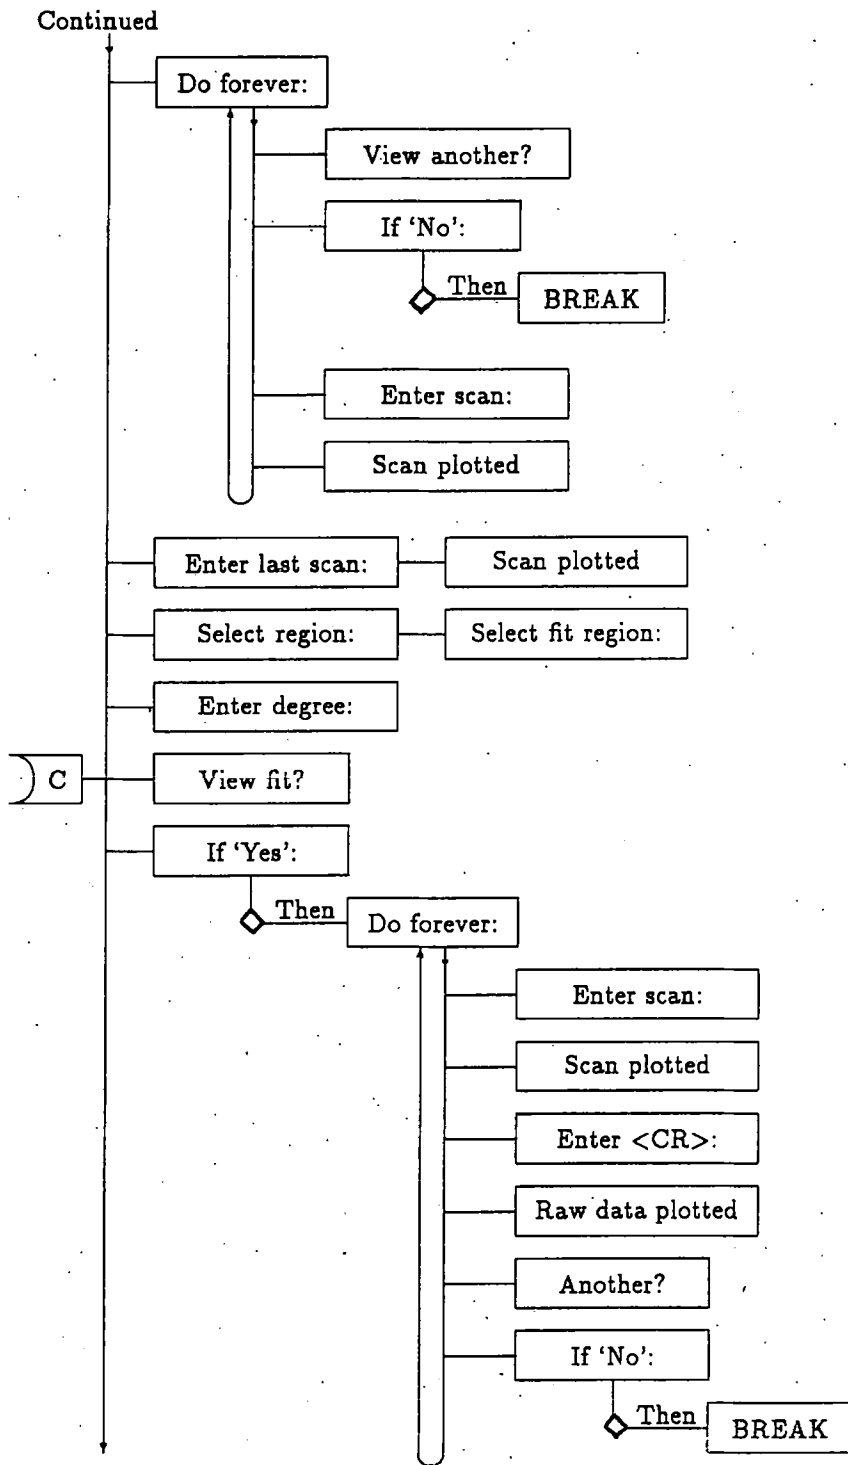 Continued
Do forever:
View another?
If ‘No’:
Then BREAK
Enter scan:
Scan plotted
Enter last scan: Scan plotted
Select region: Select fit region:
Enter degree:
C View fit?
If ‘Yes’:
Then Do forever:
Enter scan:
Scan plotted
Enter <CR>:
Raw data plotted
Another?
If ‘No’:
Then BREAK